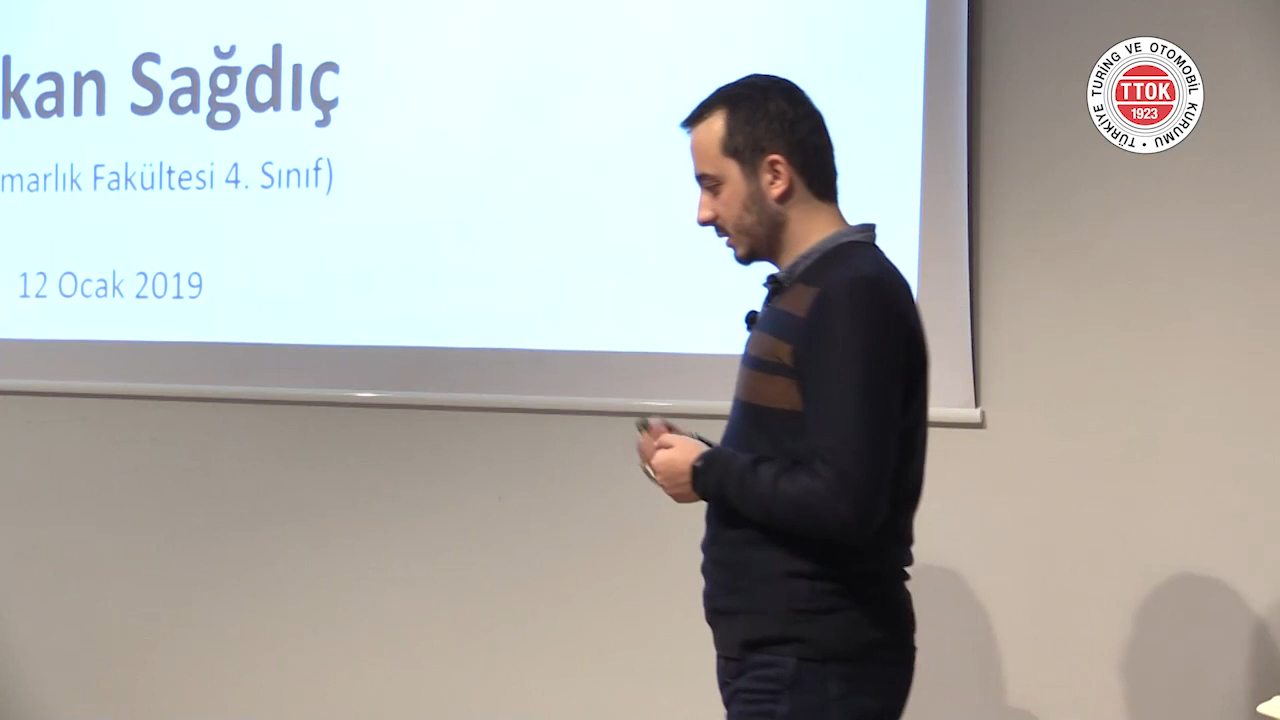 kan Sağdıç
marlık Fakültesi 4. Sınıf)
12 Ocak 2019
TÜRKİYE TURİNG VE OTOMOBİL KURUMU
TTOK
1923